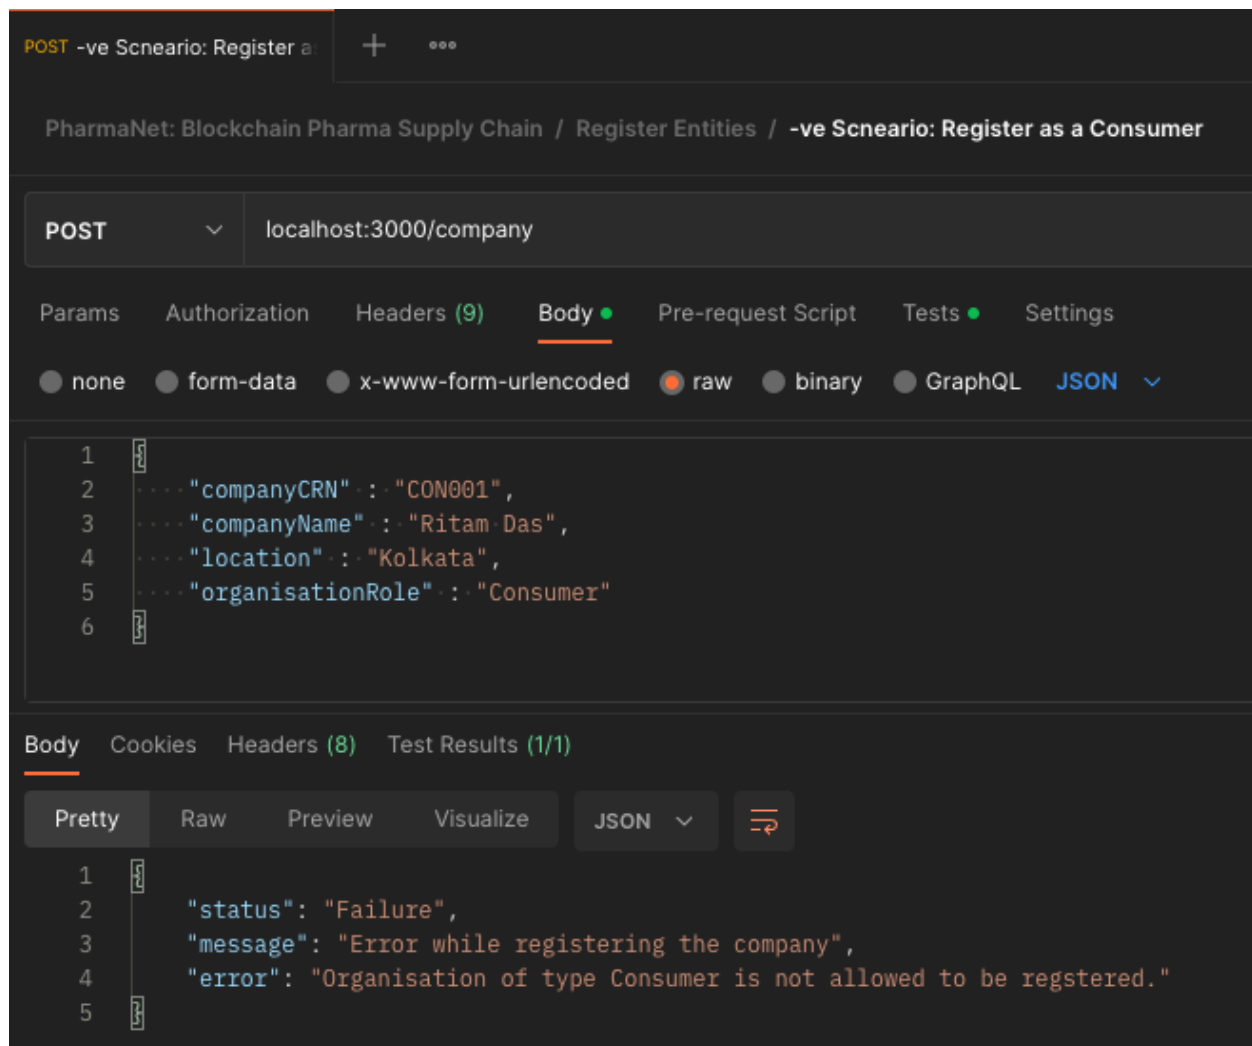 POST -ve Scneario: Register a
PharmaNet: Blockchain Pharma Supply Chain / Register Entities / -ve Scneario: Register as a Consumer
POST localhost:3000/company
Params Authorization Headers (9) Body Pre-request Script Tests Settings
none form-data x-www-form-urlencoded raw binary GraphQL JSON
1 {
2 "companyCRN" : "CON001",
3 "companyName" : "Ritam Das",
4 "location" : "Kolkata",
5 "organisationRole" : "Consumer"
6 }
Body Cookies Headers (8) Test Results (1/1)
Pretty Raw Preview Visualize JSON
1 {
2 "status": "Failure",
3 "message": "Error while registering the company",
4 "error": "Organisation of type Consumer is not allowed to be regstered."
5 }